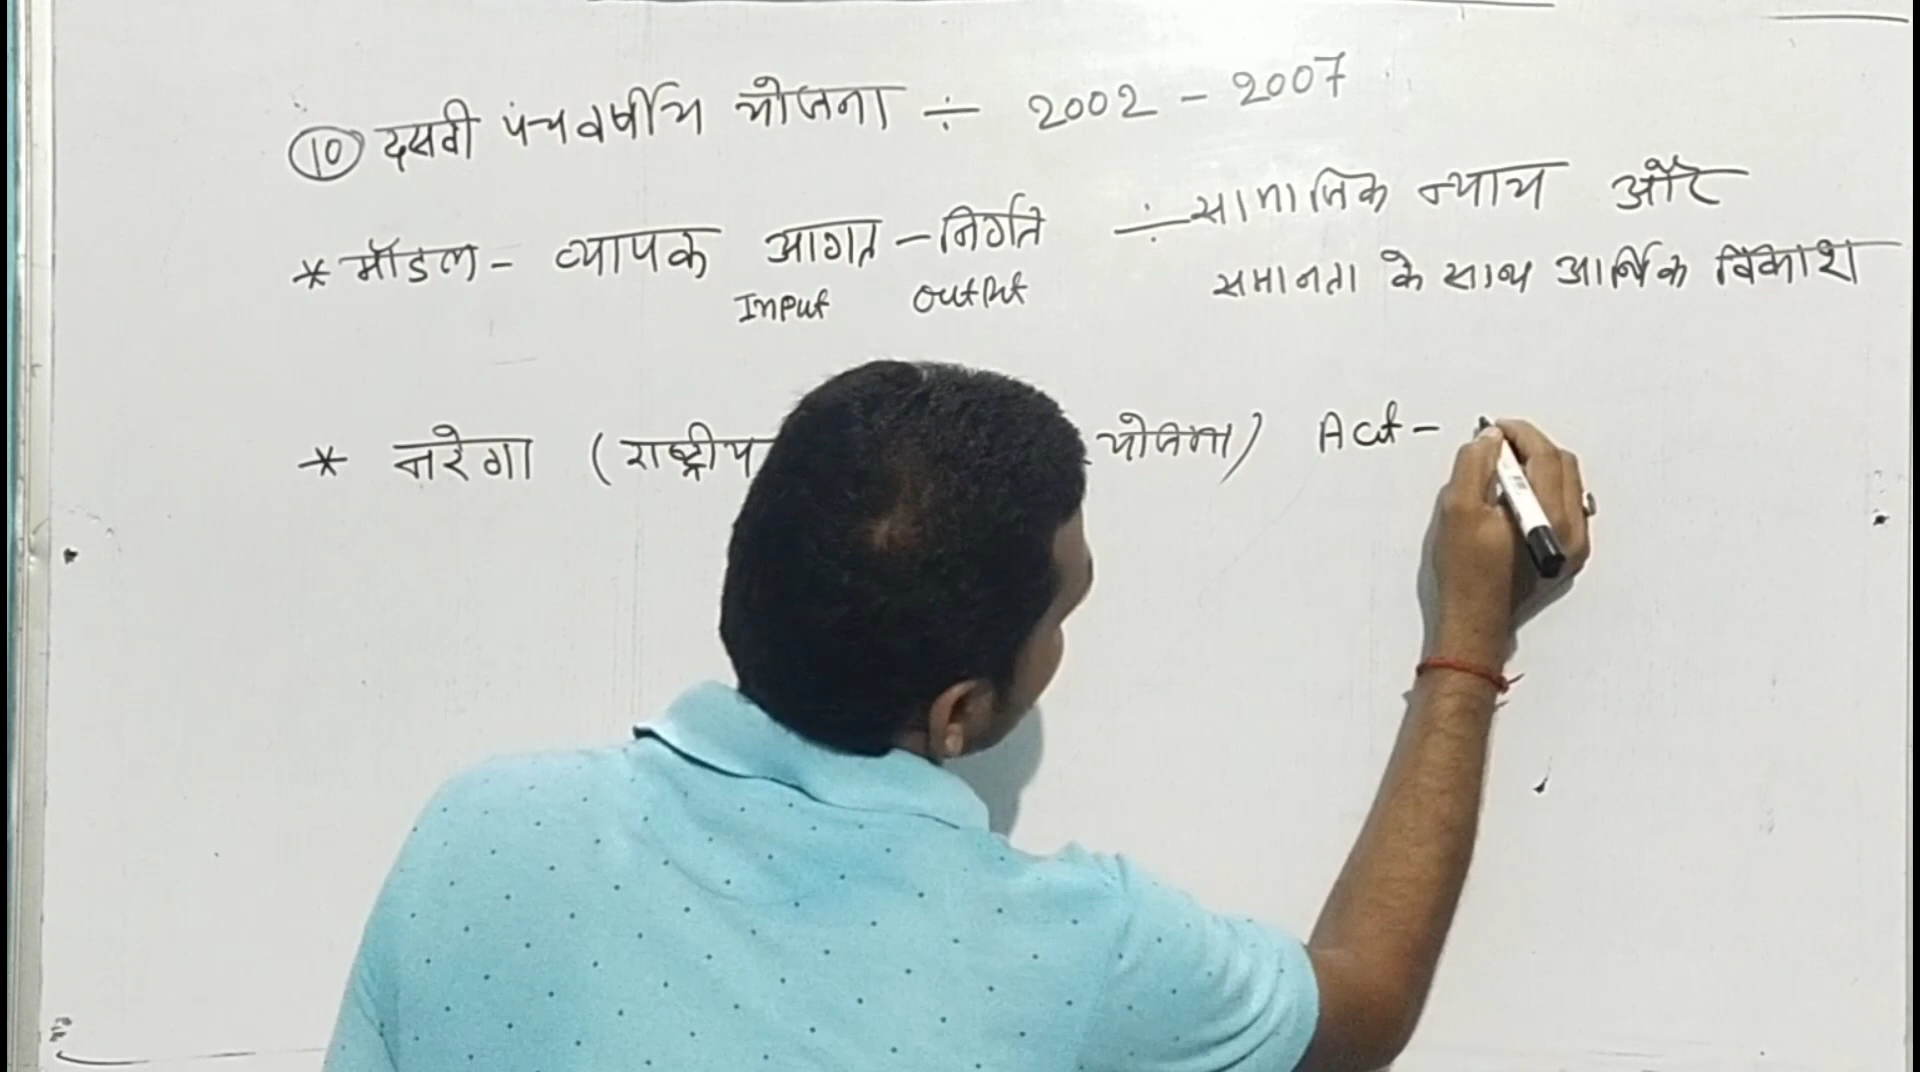 10 दसवी पंचवर्षीय योजना ÷ 2002 - 2007
* मॉडल - व्यापक आगत - निर्गत ÷ सामाजिक न्याय और
Input Output समानता के साथ आर्थिक विकाश
* नरेगा (राष्ट्रीय योजना) Act -